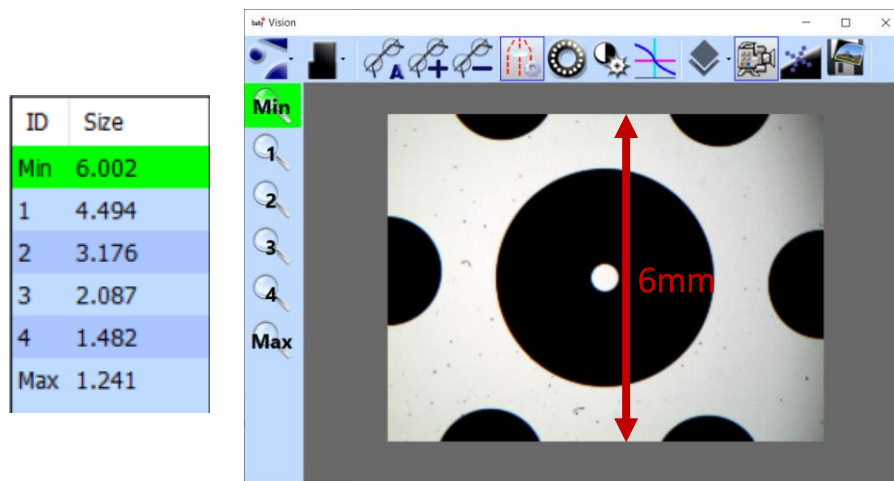 ID Size
Min 6.002
1 4.494
2 3.176
3 2.087
4 1.482
Max 1.241
Vision
A
Min
1
2
3
4
Max
6mm